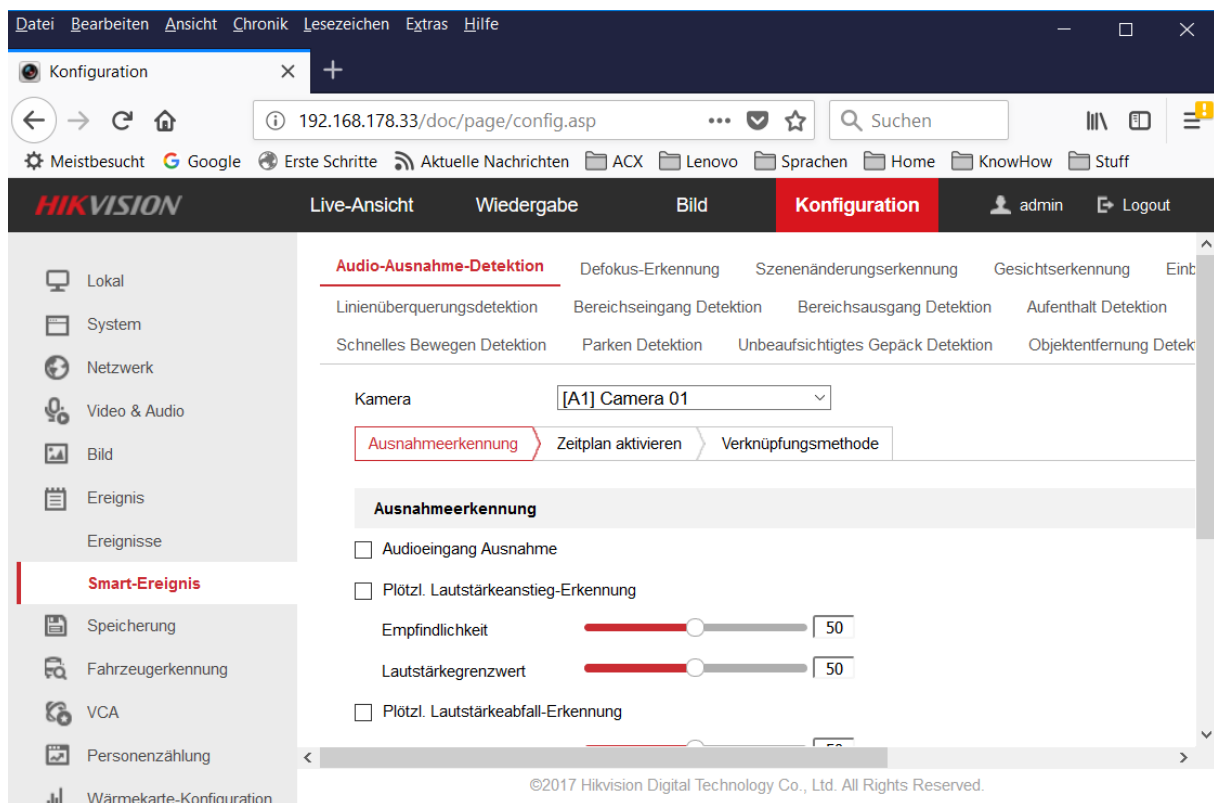 Datei Bearbeiten Ansicht Chronik Lesezeichen Extras Hilfe
Konfiguration
192.168.178.33/doc/page/config.asp
Suchen
Meistbesucht Google Erste Schritte Aktuelle Nachrichten ACX Lenovo Sprachen Home KnowHow Stuff
HIKVISION Live-Ansicht Wiedergabe Bild Konfiguration admin Logout
Lokal
System
Netzwerk
Video & Audio
Bild
Ereignis
Ereignisse
Smart-Ereignis
Speicherung
Fahrzeugerkennung
VCA
Personenzählung
Wärmekarte-Konfiguration
Audio-Ausnahme-Detektion Defokus-Erkennung Szenenänderungserkennung Gesichtserkennung Einb
Linienüberquerungsdetektion Bereichseingang Detektion Bereichsausgang Detektion Aufenthalt Detektion
Schnelles Bewegen Detektion Parken Detektion Unbeaufsichtigtes Gepäck Detektion Objektentfernung Detek
Kamera [A1] Camera 01
Ausnahmeerkennung Zeitplan aktivieren Verknüpfungsmethode
Ausnahmeerkennung
Audioeingang Ausnahme
Plötzl. Lautstärkeanstieg-Erkennung
Empfindlichkeit 50
Lautstärkegrenzwert 50
Plötzl. Lautstärkeabfall-Erkennung
©2017 Hikvision Digital Technology Co., Ltd. All Rights Reserved.